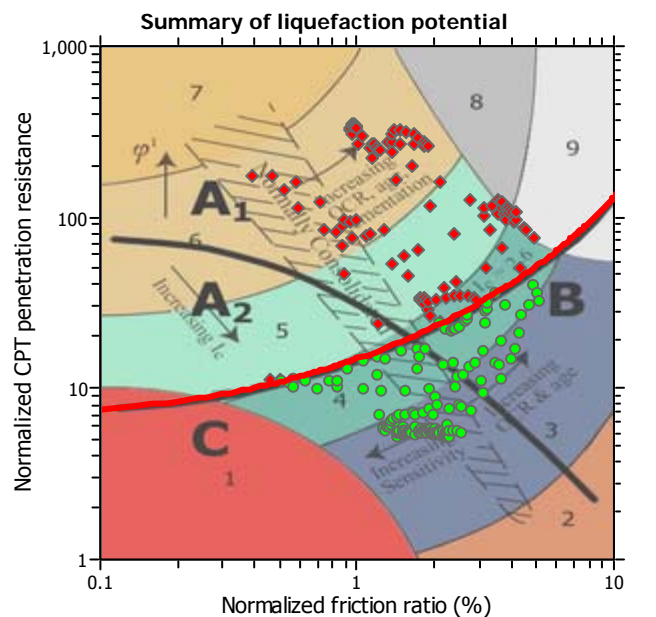 Summary of liquefaction potential
1,000
100
10
1
Normalized CPT penetration resistance
0.1
1
10
Normalized friction ratio (%)
7
8
9
φ'
A1
Normally Consolidated
Increasing
OCR, age,
cementation
6
A2
Increasing Ic
5
B
4
Increasing
OCR & age
3
C
1
Increasing
Sensitivity
2